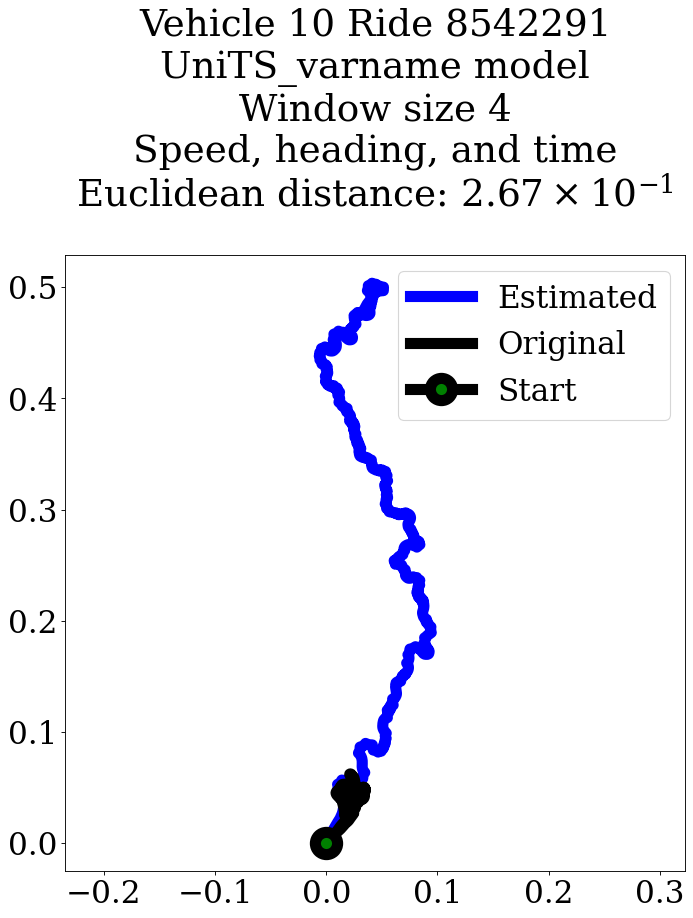 Vehicle 10 Ride 8542291
UniTS_varname model
Window size 4
Speed, heading, and time
Euclidean distance: 2.67 × 10⁻¹
Estimated
Original
Start
0.5
0.4
0.3
0.2
0.1
0.0
−0.2 −0.1 0.0 0.1 0.2 0.3